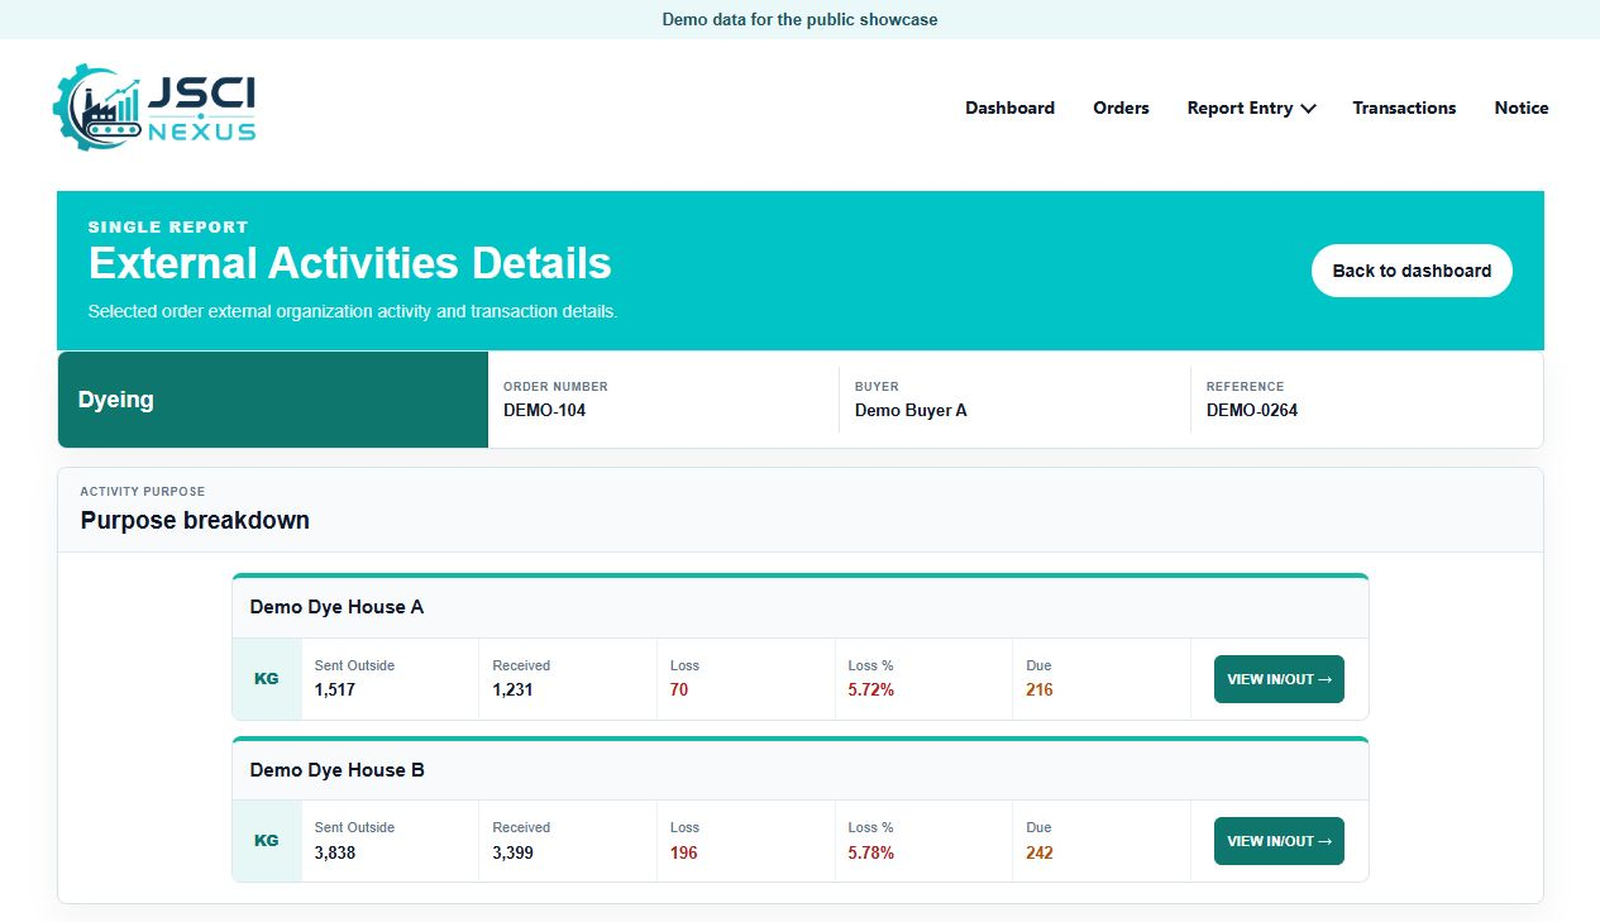 Demo data for the public showcase
JSCI
NEXUS
Dashboard Orders Report Entry Transactions Notice
SINGLE REPORT
External Activities Details
Selected order external organization activity and transaction details.
Back to dashboard
Dyeing
ORDER NUMBER
DEMO-104
BUYER
Demo Buyer A
REFERENCE
DEMO-0264
ACTIVITY PURPOSE
Purpose breakdown
Demo Dye House A
KG
Sent Outside
1,517
Received
1,231
Loss
70
Loss %
5.72%
Due
216
VIEW IN/OUT →
Demo Dye House B
KG
Sent Outside
3,838
Received
3,399
Loss
196
Loss %
5.78%
Due
242
VIEW IN/OUT →